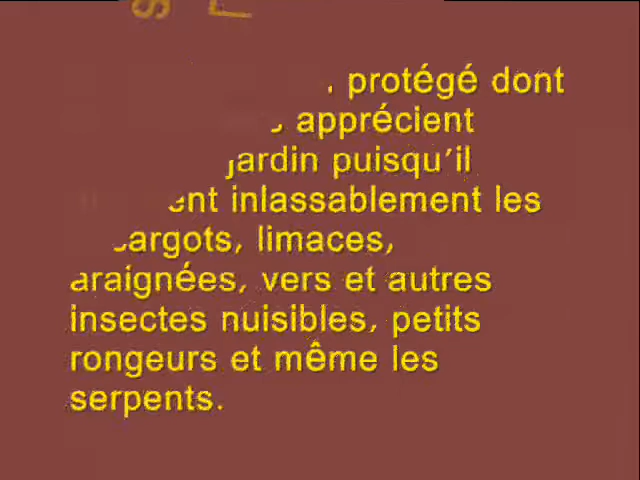 protégé dont
apprécient
jardin puisqu'il
inlassablement les
escargots, limaces,
araignées, vers et autres
insectes nuisibles, petits
rongeurs et même les
serpents.